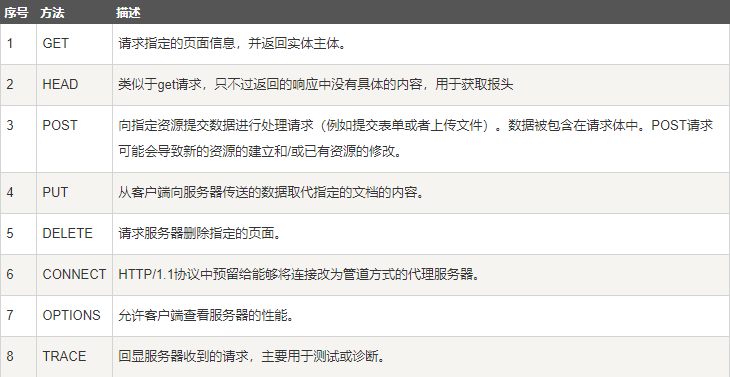 序号 方法 描述
1 GET 请求指定的页面信息，并返回实体主体。
2 HEAD 类似于get请求，只不过返回的响应中没有具体的内容，用于获取报头
3 POST 向指定资源提交数据进行处理请求（例如提交表单或者上传文件）。数据被包含在请求体中。POST请求
可能会导致新的资源的建立和/或已有资源的修改。
4 PUT 从客户端向服务器传送的数据取代指定的文档的内容。
5 DELETE 请求服务器删除指定的页面。
6 CONNECT HTTP/1.1协议中预留给能够将连接改为管道方式的代理服务器。
7 OPTIONS 允许客户端查看服务器的性能。
8 TRACE 回显服务器收到的请求，主要用于测试或诊断。